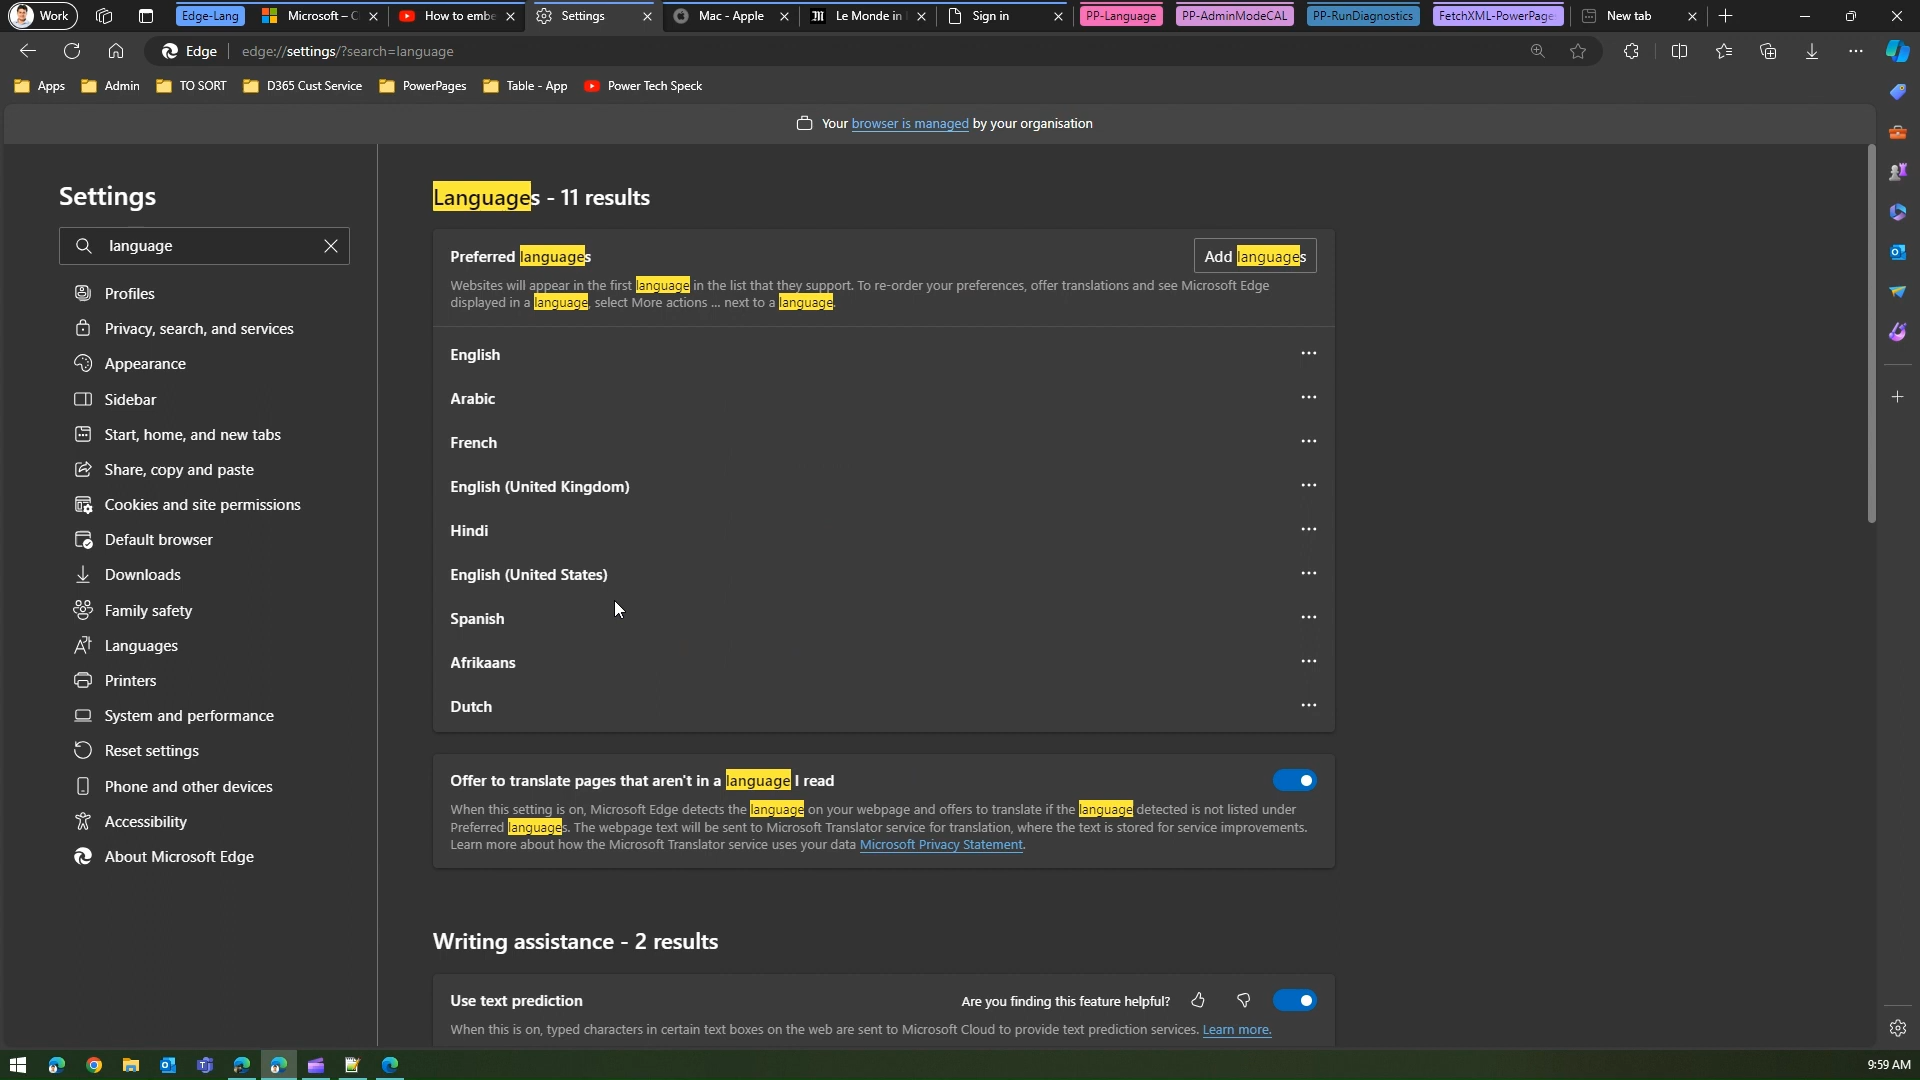 Work
Edge-Lang
Microsoft – C
How to embe
Settings
Mac - Apple
Le Monde in
Sign in
PP-Language
PP-AdminModeCAL
PP-RunDiagnostics
FetchXML-PowerPage
New tab
Edge
edge://settings/?search=language
Apps
Admin
TO SORT
D365 Cust Service
PowerPages
Table - App
Power Tech Speck
Your browser is managed by your organisation
Settings
language
Profiles
Privacy, search, and services
Appearance
Sidebar
Start, home, and new tabs
Share, copy and paste
Cookies and site permissions
Default browser
Downloads
Family safety
Languages
Printers
System and performance
Reset settings
Phone and other devices
Accessibility
About Microsoft Edge
Languages - 11 results
Preferred languages
Add languages
Websites will appear in the first language in the list that they support. To re-order your preferences, offer translations and see Microsoft Edge
displayed in a language, select More actions ... next to a language.
English
Arabic
French
English (United Kingdom)
Hindi
English (United States)
Spanish
Afrikaans
Dutch
Offer to translate pages that aren't in a language I read
When this setting is on, Microsoft Edge detects the language on your webpage and offers to translate if the language detected is not listed under
Preferred languages. The webpage text will be sent to Microsoft Translator service for translation, where the text is stored for service improvements.
Learn more about how the Microsoft Translator service uses your data Microsoft Privacy Statement.
Writing assistance - 2 results
Use text prediction
Are you finding this feature helpful?
When this is on, typed characters in certain text boxes on the web are sent to Microsoft Cloud to provide text prediction services. Learn more.
9:59 AM